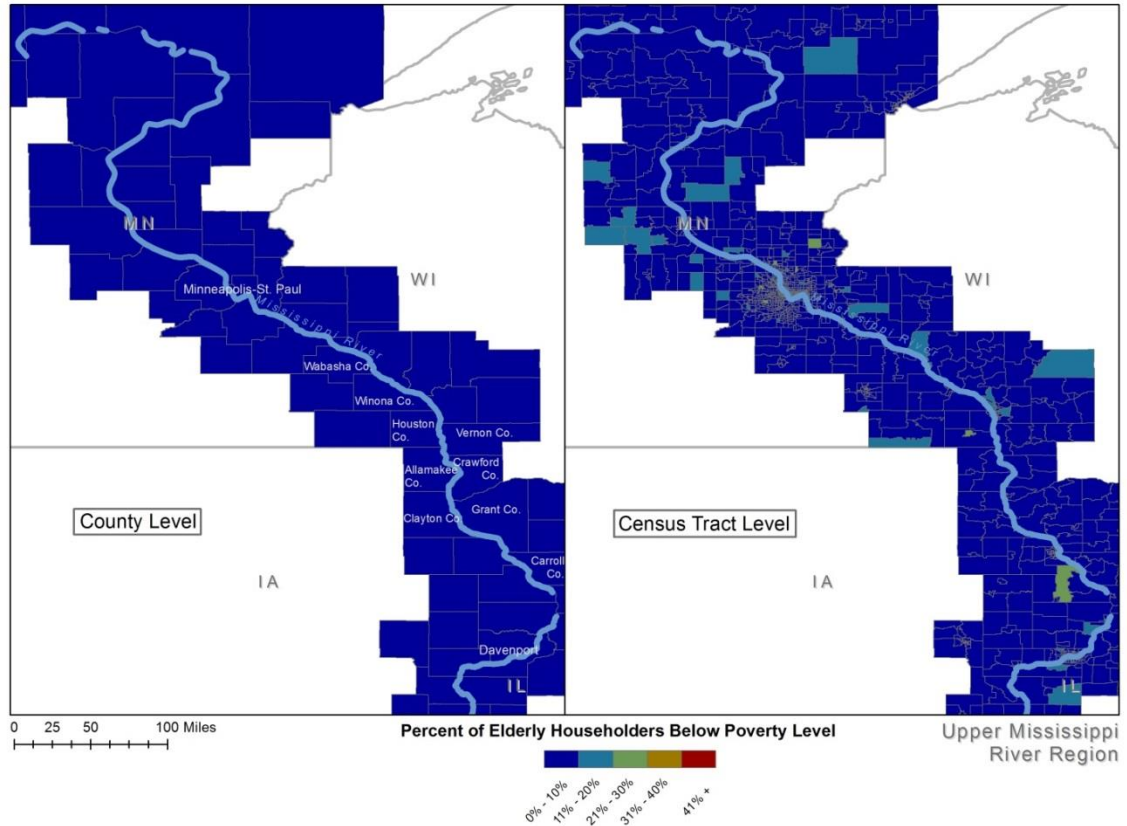 MN
WI
Minneapolis-St. Paul
Mississippi River
Wabasha Co.
Winona Co.
Houston
Co.
Vernon Co.
Crawford
Co.
Allamakee
Co.
Grant Co.
Clayton Co.
County Level
Carroll
Co.
IA
Davenport
IL
MN
WI
Mississippi River
Census Tract Level
IA
IL
0 25 50 100 Miles
Percent of Elderly Householders Below Poverty Level
0% - 10%
11% - 20%
21% - 30%
31% - 40%
41% +
Upper Mississippi
River Region